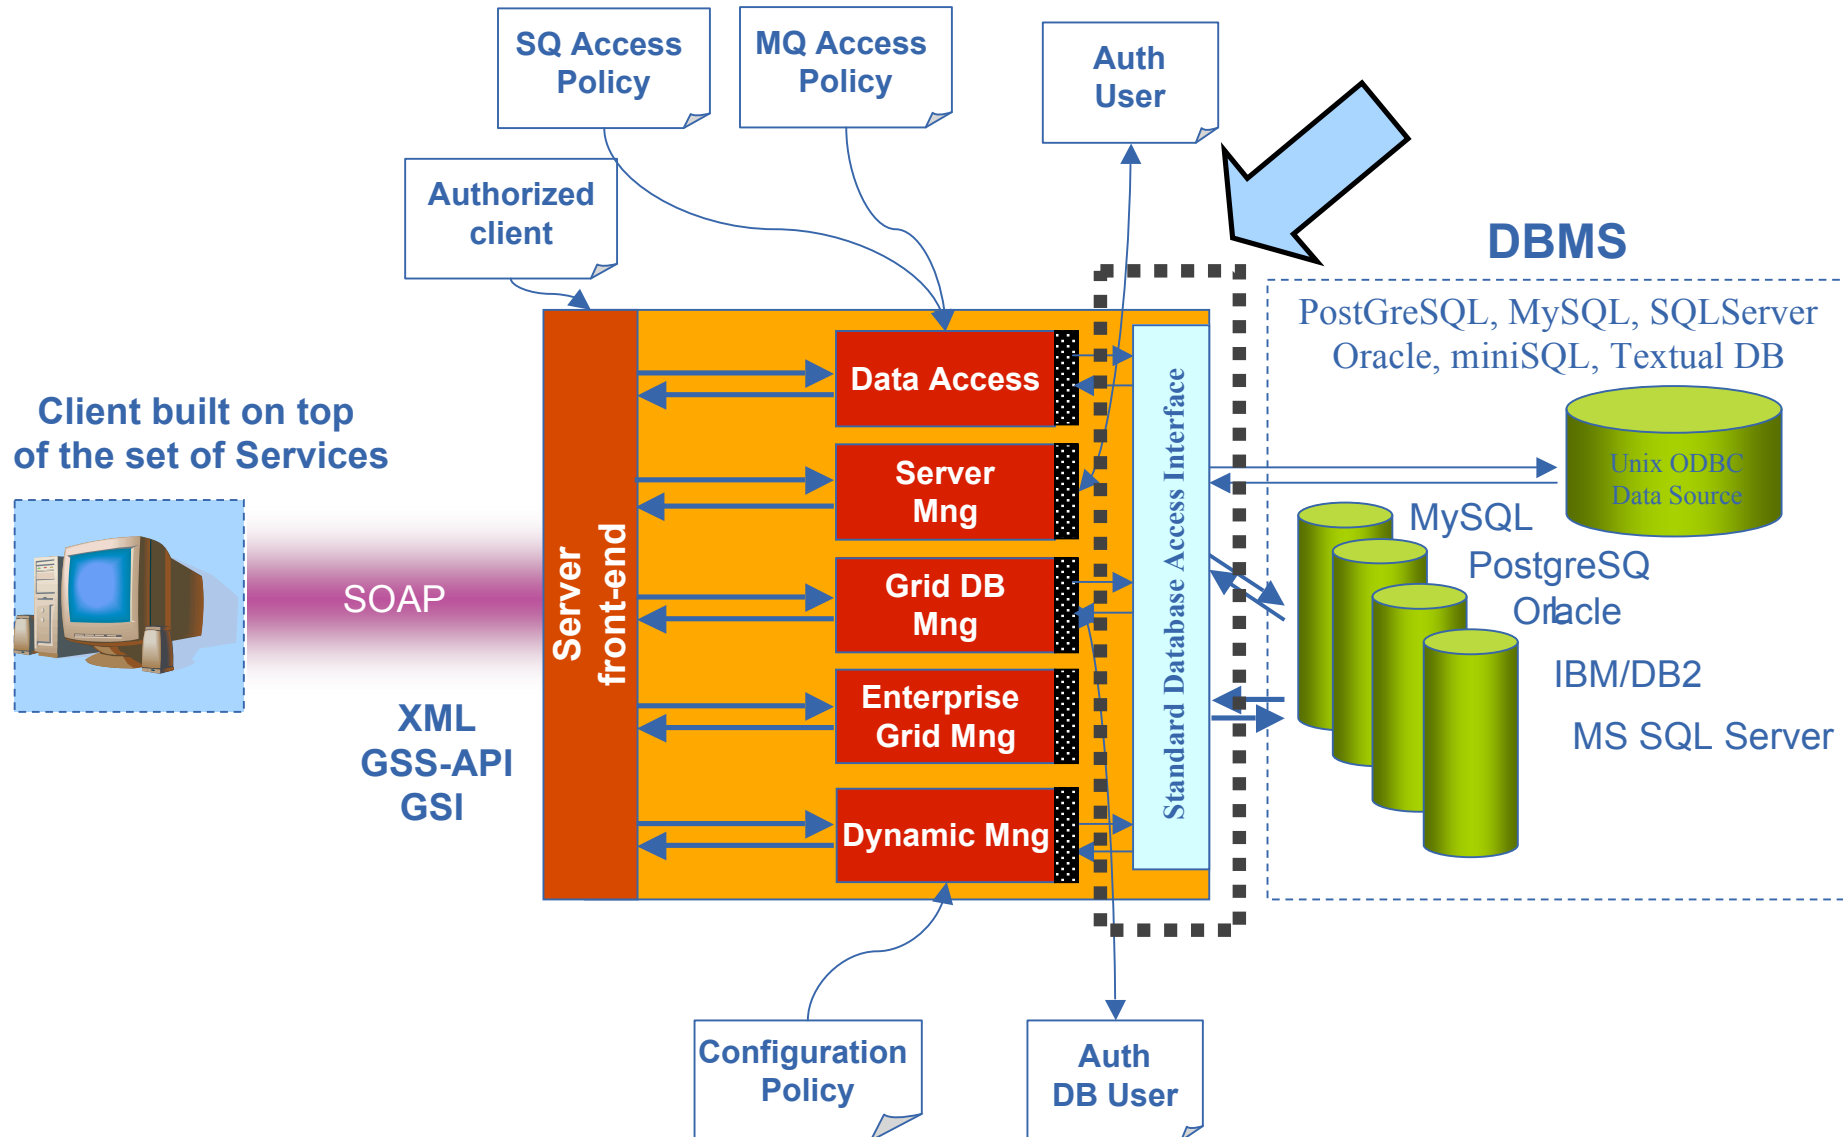 SQ Access
Policy
MQ Access
Policy
Auth
User
Authorized
client
DBMS
PostGreSQL, MySQL, SQLServer
Oracle, miniSQL, Textual DB
Client built on top
of the set of Services
SOAP
XML
GSS-API
GSI
Server
front-end
Data Access
Server
Mng
Grid DB
Mng
Enterprise
Grid Mng
Dynamic Mng
Standard Database Access Interface
Unix ODBC
Data Source
MySQL
PostgreSQ
L
Oracle
IBM/DB2
MS SQL Server
Configuration
Policy
Auth
DB User